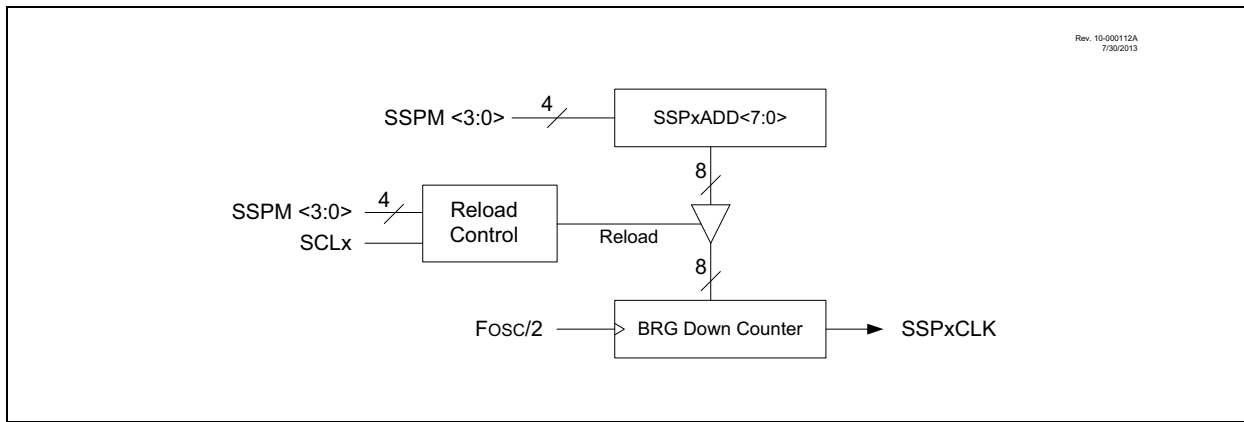 Rev. 10-000112A
7/30/2013
SSPM <3:0>
4
SSPxADD<7:0>
8
SSPM <3:0>
4
SCLx
Reload
Control
Reload
8
FOSC/2
BRG Down Counter
SSPxCLK